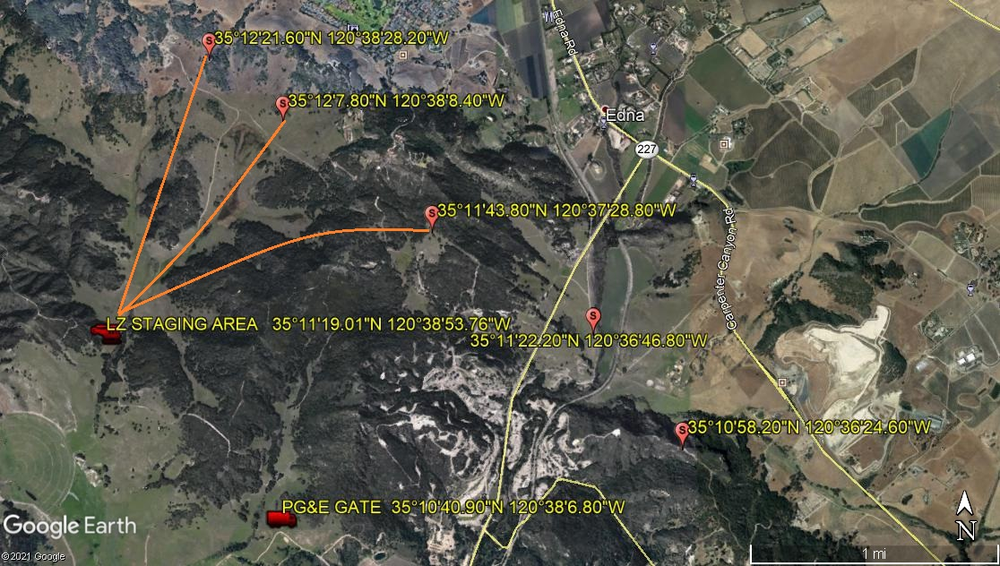 35°12'21.60"N 120°38'28.20"W
Edna Rd
35°12'7.80"N 120°38'8.40"W
Edna
227
35°11'43.80"N 120°37'28.80"W
Carpenter Canyon Rd
LZ STAGING AREA 35°11'19.01"N 120°38'53.76"W
35°11'22.20"N 120°36'46.80"W
35°10'58.20"N 120°36'24.60"W
PG&E GATE 35°10'40.90"N 120°38'6.80"W
Google Earth
N
1 mi
©2021 Google
S
S
S
S
S